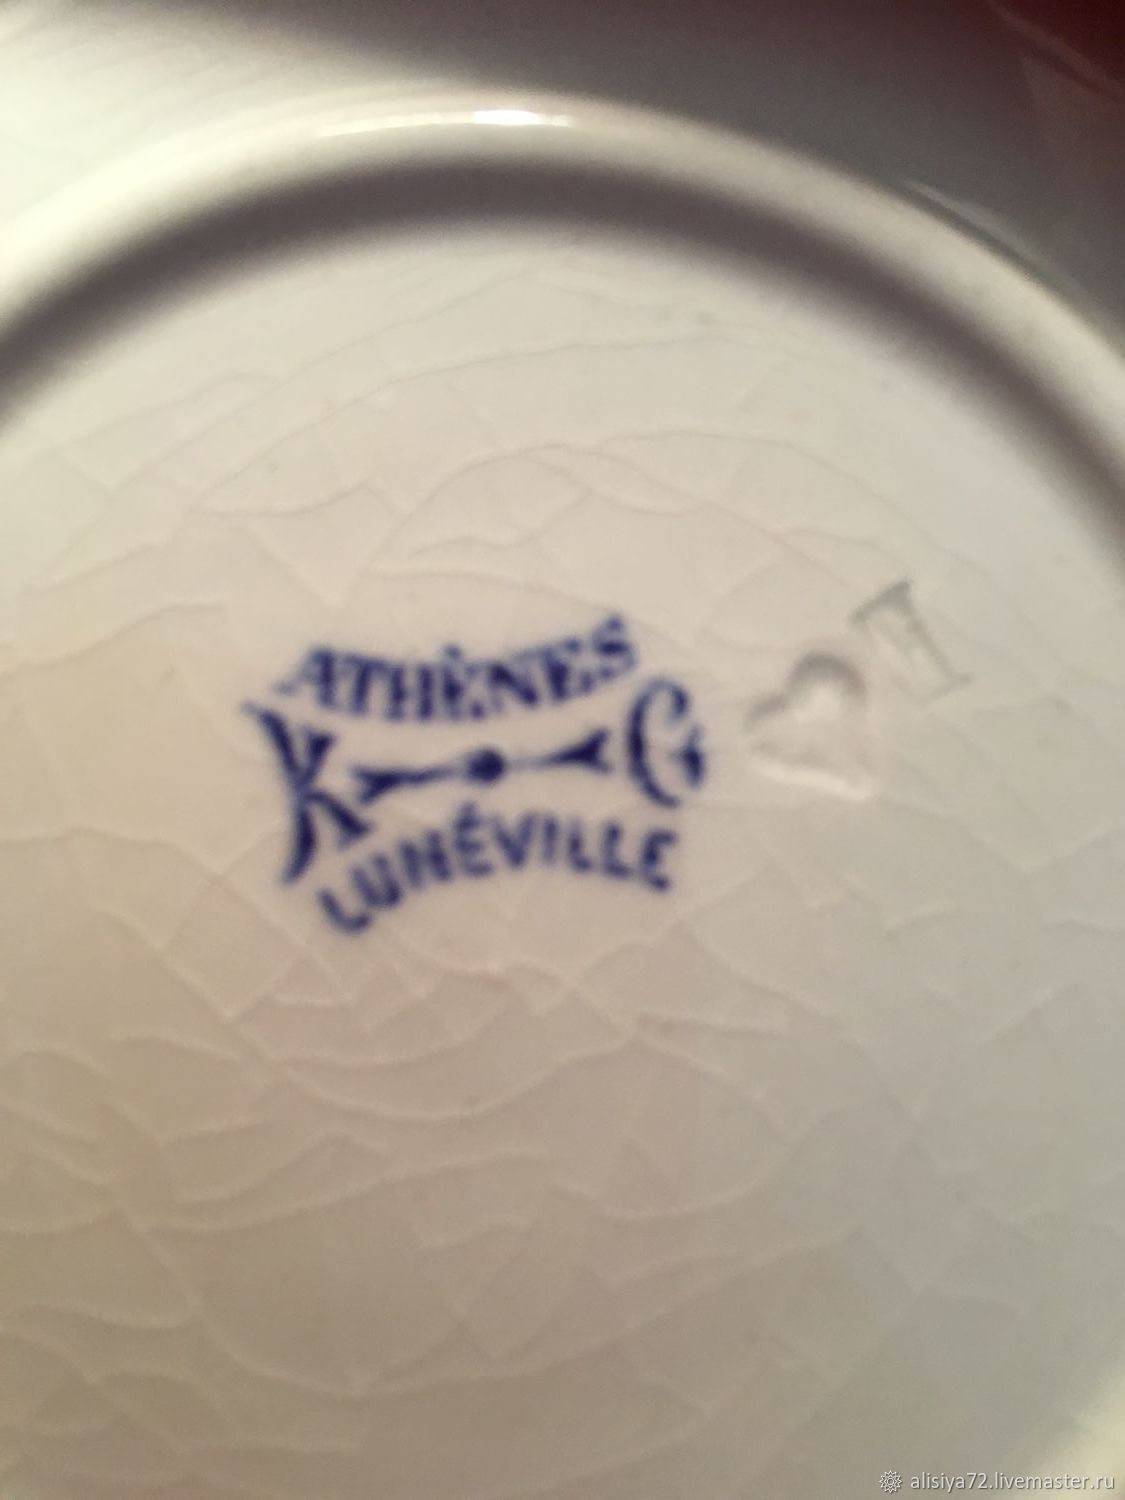 ATHÈNES
K G
LUNÉVILLE
H
alisiya72.livemaster.ru